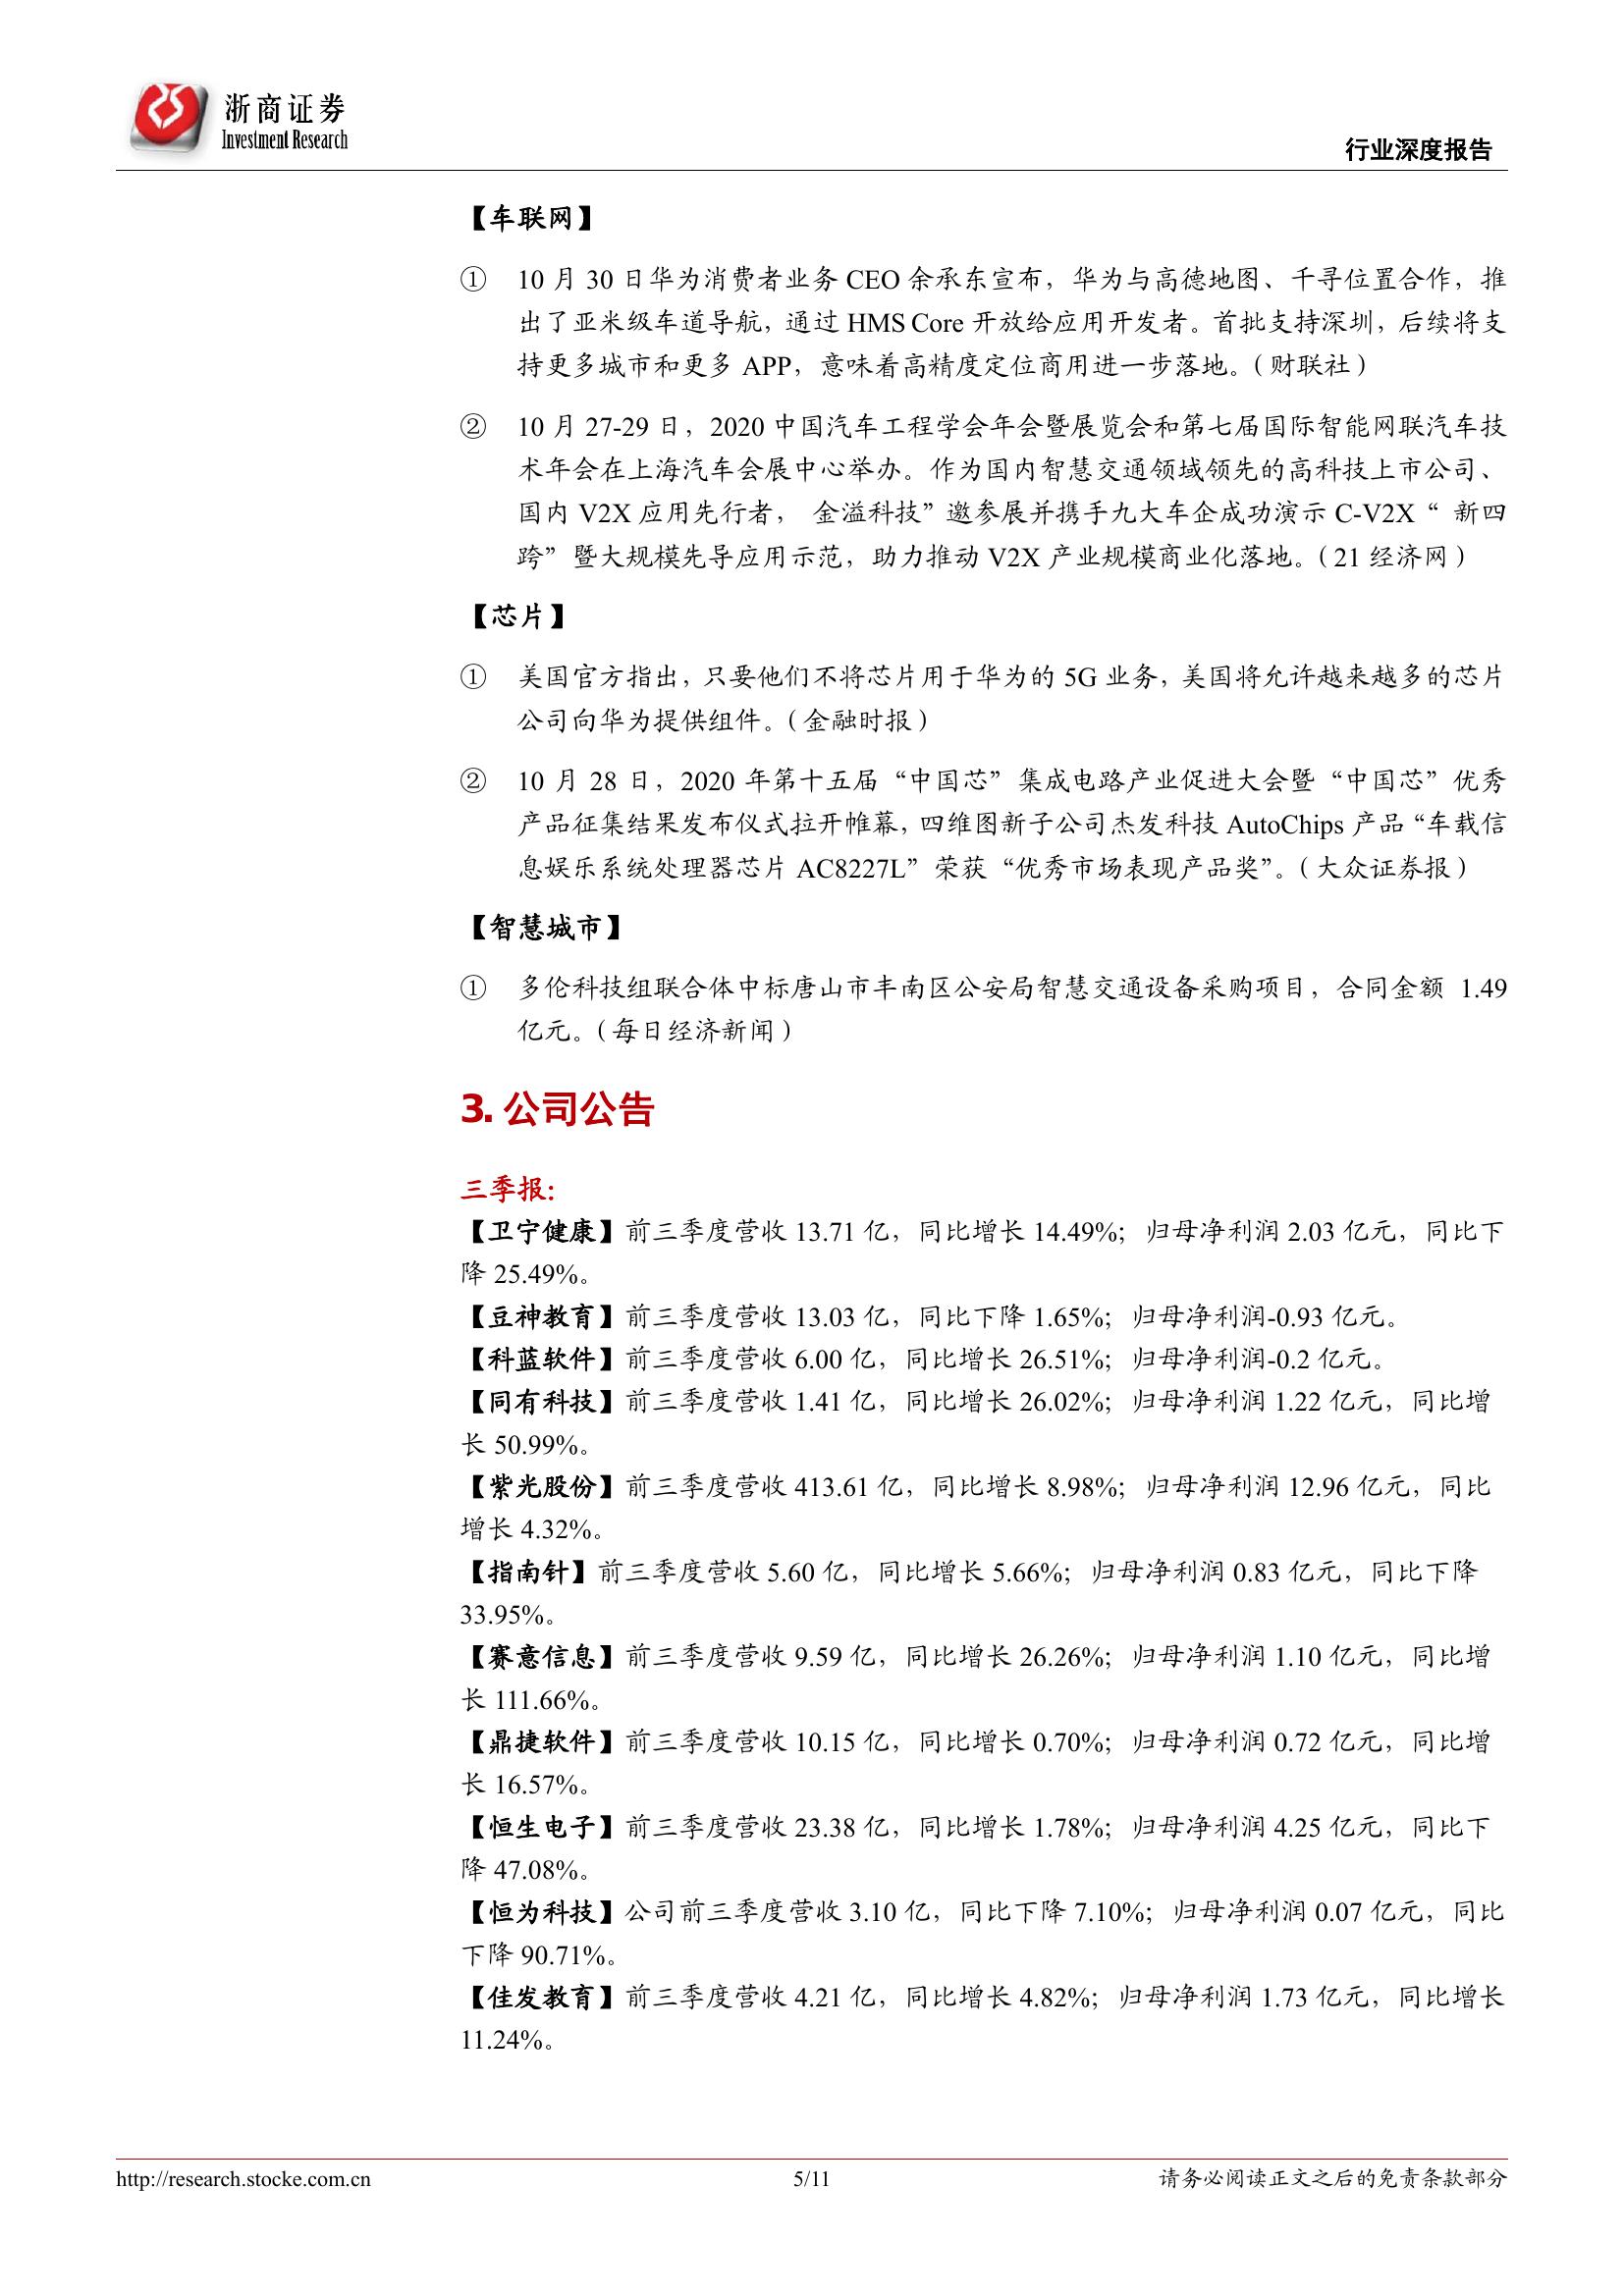 浙商证券
Investment Research
行业深度报告
【车联网】
① 10 月 30 日华为消费者业务 CEO 余承东宣布，华为与高德地图、千寻位置合作，推
出了亚米级车道导航，通过 HMS Core 开放给应用开发者。首批支持深圳，后续将支
持更多城市和更多 APP，意味着高精度定位商用进一步落地。（财联社）
② 10 月 27-29 日，2020 中国汽车工程学会年会暨展览会和第七届国际智能网联汽车技
术年会在上海汽车会展中心举办。作为国内智慧交通领域领先的高科技上市公司、
国内 V2X 应用先行者， 金溢科技”邀参展并携手九大车企成功演示 C-V2X“ 新四
跨”暨大规模先导应用示范，助力推动 V2X 产业规模商业化落地。（21 经济网）
【芯片】
① 美国官方指出，只要他们不将芯片用于华为的 5G 业务，美国将允许越来越多的芯片
公司向华为提供组件。（金融时报）
② 10 月 28 日，2020 年第十五届“中国芯”集成电路产业促进大会暨“中国芯”优秀
产品征集结果发布仪式拉开帷幕，四维图新子公司杰发科技 AutoChips 产品“车载信
息娱乐系统处理器芯片 AC8227L”荣获“优秀市场表现产品奖”。（大众证券报）
【智慧城市】
① 多伦科技组联合体中标唐山市丰南区公安局智慧交通设备采购项目，合同金额 1.49
亿元。（每日经济新闻）
3. 公司公告
三季报：
【卫宁健康】前三季度营收 13.71 亿，同比增长 14.49%；归母净利润 2.03 亿元，同比下
降 25.49%。
【豆神教育】前三季度营收 13.03 亿，同比下降 1.65%；归母净利润-0.93 亿元。
【科蓝软件】前三季度营收 6.00 亿，同比增长 26.51%；归母净利润-0.2 亿元。
【同有科技】前三季度营收 1.41 亿，同比增长 26.02%；归母净利润 1.22 亿元，同比增
长 50.99%。
【紫光股份】前三季度营收 413.61 亿，同比增长 8.98%；归母净利润 12.96 亿元，同比
增长 4.32%。
【指南针】前三季度营收 5.60 亿，同比增长 5.66%；归母净利润 0.83 亿元，同比下降
33.95%。
【赛意信息】前三季度营收 9.59 亿，同比增长 26.26%；归母净利润 1.10 亿元，同比增
长 111.66%。
【鼎捷软件】前三季度营收 10.15 亿，同比增长 0.70%；归母净利润 0.72 亿元，同比增
长 16.57%。
【恒生电子】前三季度营收 23.38 亿，同比增长 1.78%；归母净利润 4.25 亿元，同比下
降 47.08%。
【恒为科技】公司前三季度营收 3.10 亿，同比下降 7.10%；归母净利润 0.07 亿元，同比
下降 90.71%。
【佳发教育】前三季度营收 4.21 亿，同比增长 4.82%；归母净利润 1.73 亿元，同比增长
11.24%。
http://research.stocke.com.cn
5/11
请务必阅读正文之后的免责条款部分